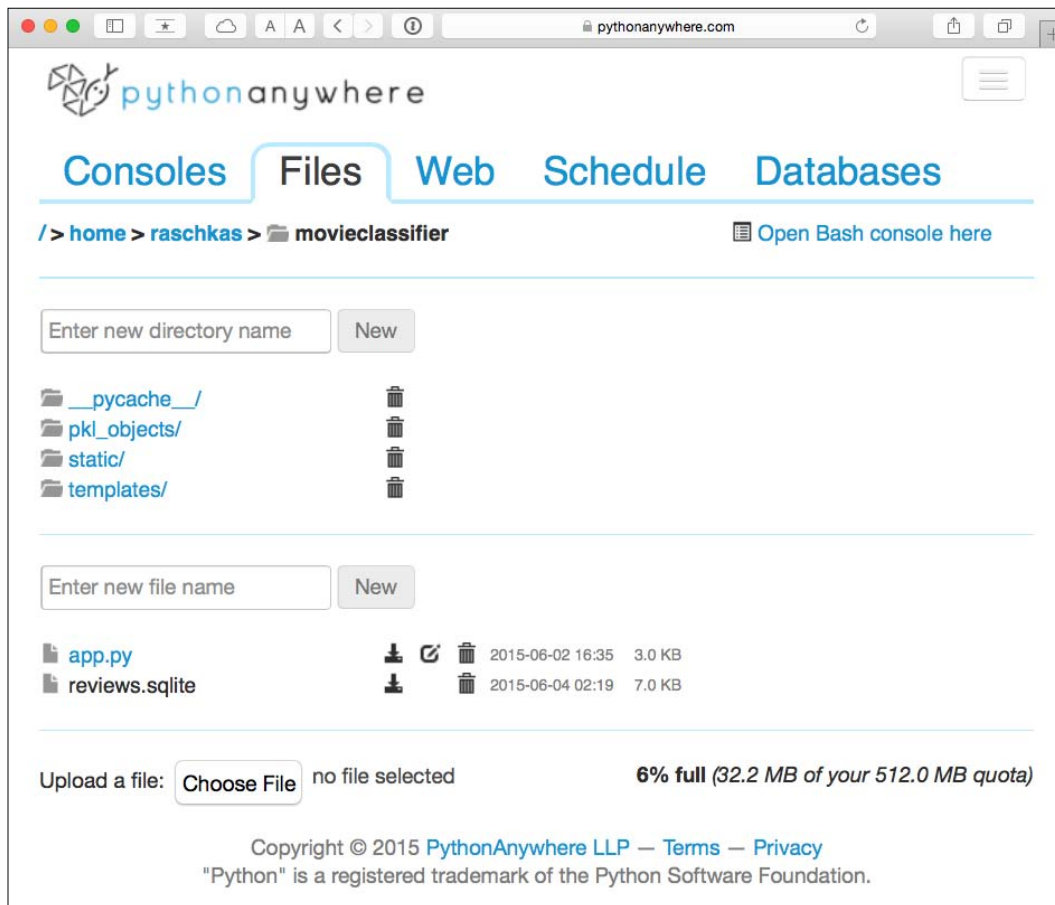 A A pythonanywhere.com
pythonanywhere
Consoles Files Web Schedule Databases
/ > home > raschkas > movieclassifier Open Bash console here
Enter new directory name New
__pycache__/
pkl_objects/
static/
templates/
Enter new file name New
app.py 2015-06-02 16:35 3.0 KB
reviews.sqlite 2015-06-04 02:19 7.0 KB
Upload a file: Choose File no file selected 6% full (32.2 MB of your 512.0 MB quota)
Copyright © 2015 PythonAnywhere LLP — Terms — Privacy
"Python" is a registered trademark of the Python Software Foundation.